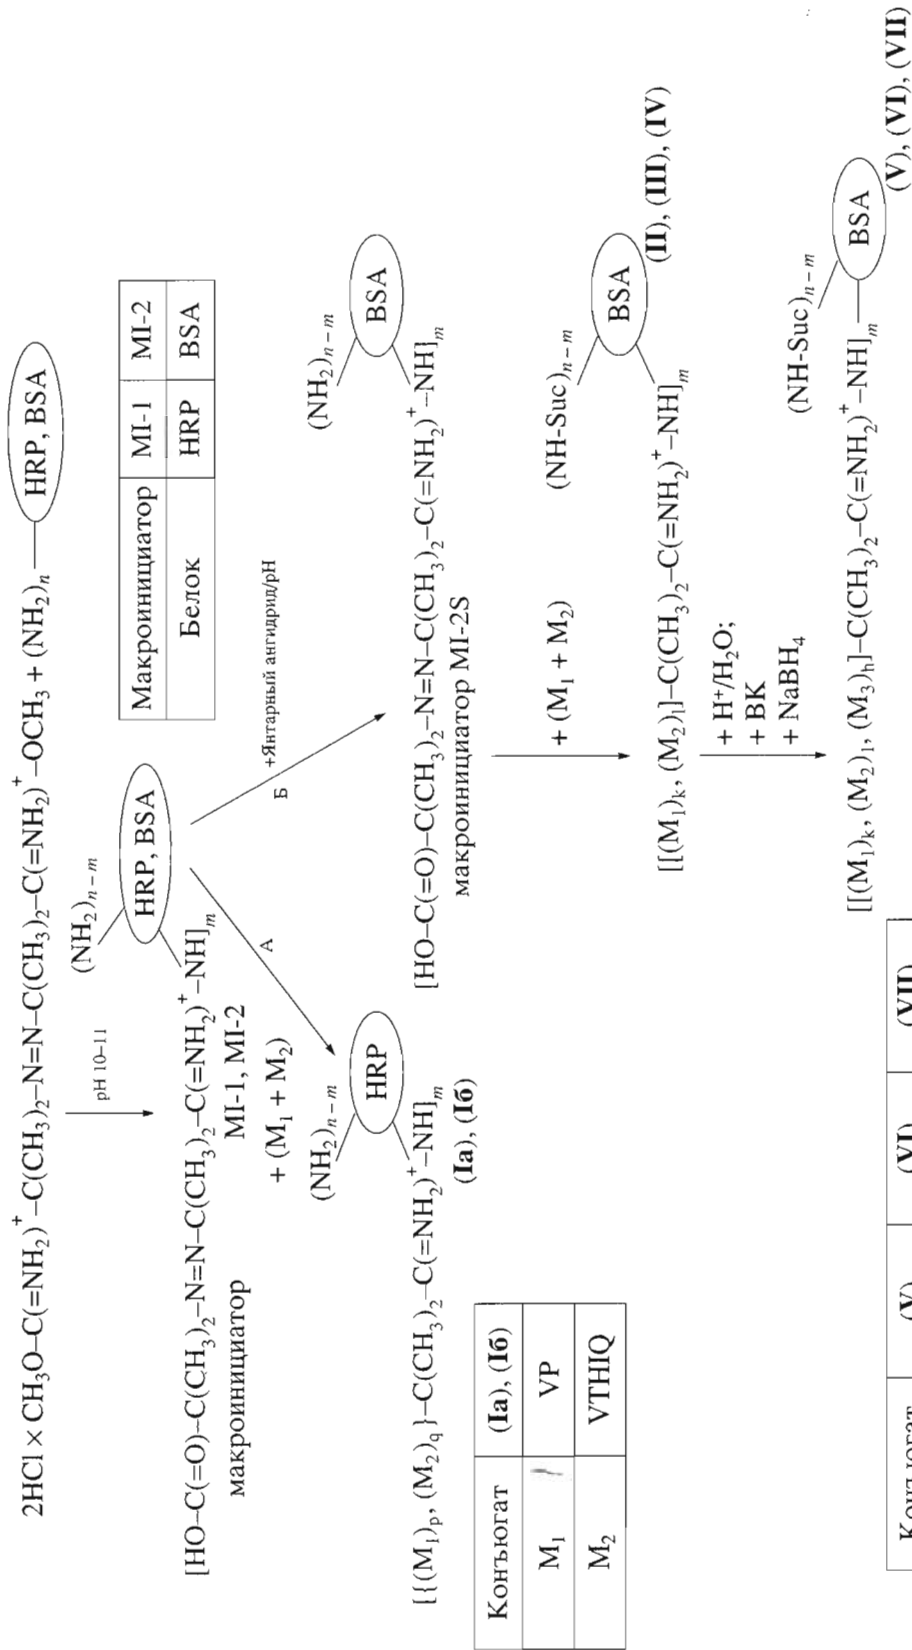 2HCl × CH₃O–C(=NH₂)⁺–C(CH₃)₂–N=N–C(CH₃)₂–C(=NH₂)⁺–OCH₃ + (NH₂)ₙ — HRP, BSA
pH 10–11
(NH₂)ₙ₋ₘ
HRP, BSA
[HO–C(=O)–C(CH₃)₂–N=N–C(CH₃)₂–C(=NH₂)⁺–NH]ₘ
макроинициатор
MI-1, MI-2
+ (M₁ + M₂)
Макроинициатор MI-1 MI-2
Белок HRP BSA
А
Б
+Янтарный ангидрид/pH
(NH₂)ₙ₋ₘ
HRP
[{(M₁)p, (M₂)q }–C(CH₃)₂–C(=NH₂)⁺–NH]ₘ
(Iа), (Iб)
Конъюгат (Iа), (Iб)
M₁ VP
M₂ VTHIQ
(NH₂)ₙ₋ₘ
BSA
[HO–C(=O)–C(CH₃)₂–N=N–C(CH₃)₂–C(=NH₂)⁺–NH]ₘ
макроинициатор MI-2S
+ (M₁ + M₂)
(NH-Suc)ₙ₋ₘ
BSA
[[(M₁)k, (M₂)l]–C(CH₃)₂–C(=NH₂)⁺–NH]ₘ
(II), (III), (IV)
+ H⁺/H₂O;
+ ВК
+ NaBH₄
(NH-Suc)ₙ₋ₘ
BSA
[[(M₁)k, (M₂)l, (M₃)h]–C(CH₃)₂–C(=NH₂)⁺–NH]ₘ
(V), (VI), (VII)
Конъюгат (V) (VI) (VII)